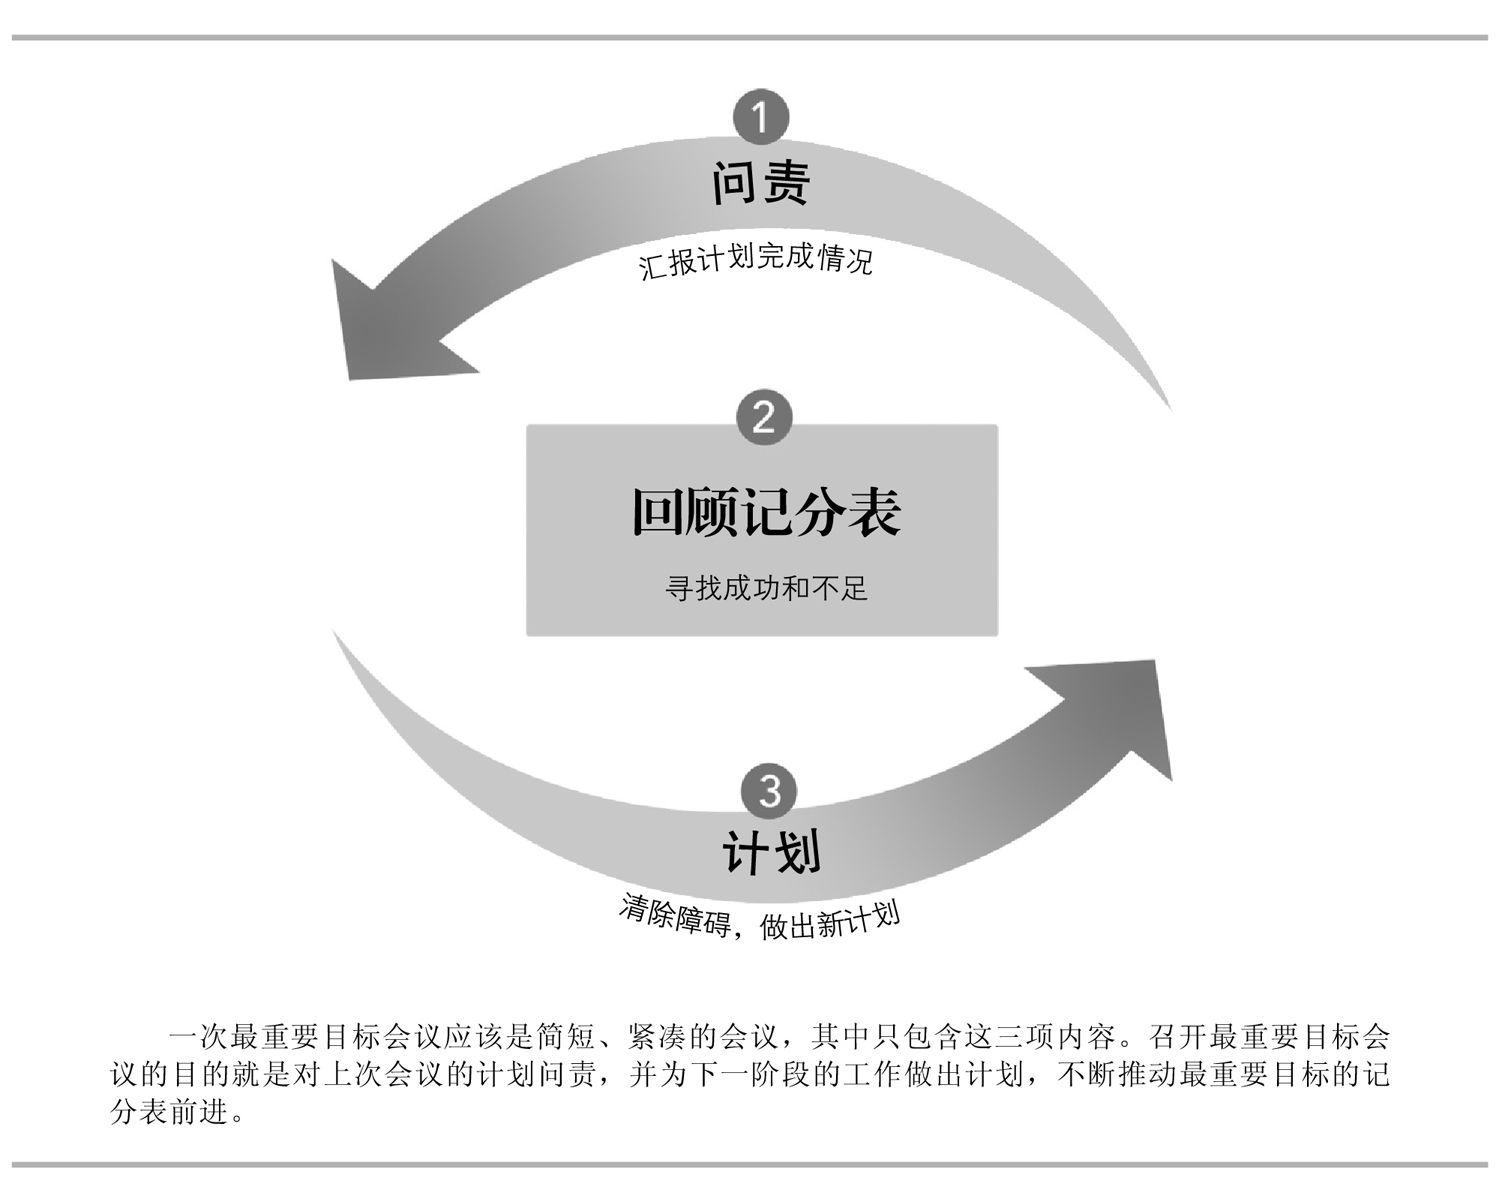 1
问责
汇报计划完成情况
2
回顾记分表
寻找成功和不足
3
计划
清除障碍，做出新计划
一次最重要目标会议应该是简短、紧凑的会议，其中只包含这三项内容。召开最重要目标会
议的目的就是对上次会议的计划问责，并为下一阶段的工作做出计划，不断推动最重要目标的记
分表前进。